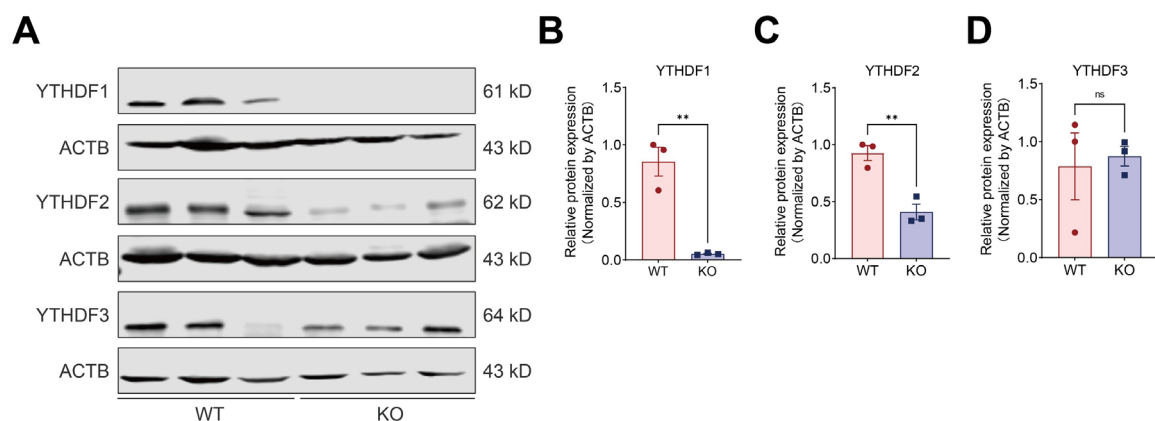 A
YTHDF1 61 kD
ACTB 43 kD
YTHDF2 62 kD
ACTB 43 kD
YTHDF3 64 kD
ACTB 43 kD
WT KO
B
YTHDF1
Relative protein expression
(Normalized by ACTB)
1.5
1.0
0.5
0.0
**
WT KO
C
YTHDF2
Relative protein expression
(Normalized by ACTB)
1.5
1.0
0.5
0.0
**
WT KO
D
YTHDF3
Relative protein expression
(Normalized by ACTB)
1.5
1.0
0.5
0.0
ns
WT KO